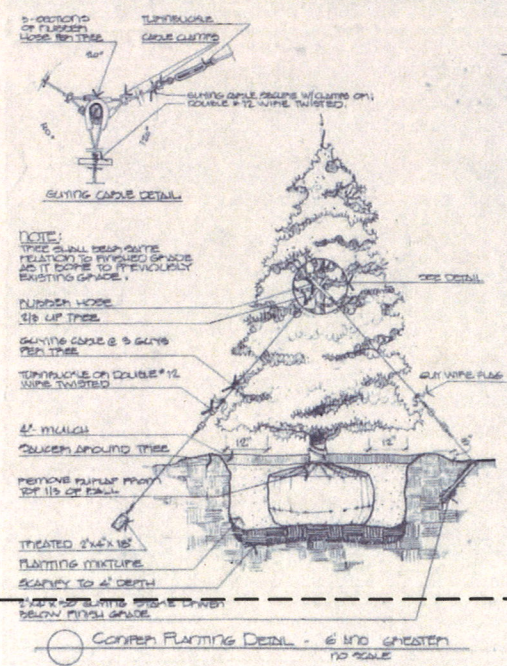 3-SECTIONS
OF RUBBER
HOSE PER TREE
TURNBUCKLE
CABLE CLAMPS
GUYING CABLE SECURE W/CLAMPS OR;
DOUBLE #12 WIRE TWISTED.
120°
GUYING CABLE DETAIL
NOTE:
TREE SHALL BEAR SAME
RELATION TO FINISHED GRADE
AS IT BORE TO PREVIOUSLY
EXISTING GRADE.
SEE DETAIL
RUBBER HOSE
2/3 UP TREE
GUYING CABLE @ 3 GUYS
PER TREE
TURNBUCKLE OR DOUBLE #12
WIRE TWISTED
GUY WIRE FLAG
4" MULCH
SAUCER AROUND TREE
12"
12"
REMOVE BURLAP FROM
TOP 1/3 OF BALL
TREATED 2"X4"X18"
PLANTING MIXTURE
SCARIFY TO 4" DEPTH
GUYING STAKE DRIVEN
BELOW FINISH GRADE
CONIFER PLANTING DETAIL - 6 AND GREATER
NO SCALE